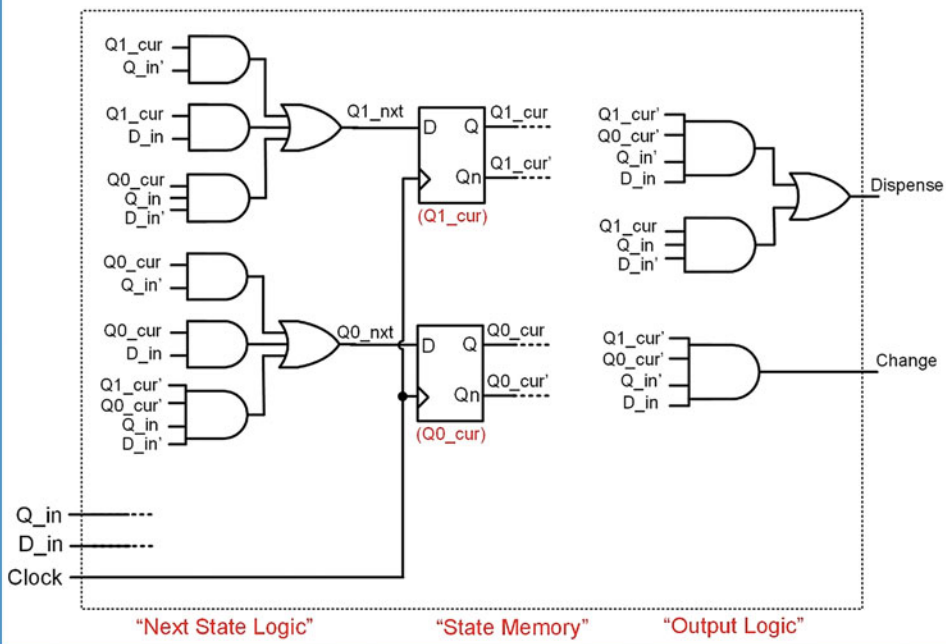 Q1_cur
Q_in'
Q1_cur
D_in
Q0_cur
Q_in
D_in'
Q1_nxt
D
Q
Qn
Q1_cur
Q1_cur'
(Q1_cur)
Q0_cur
Q_in'
Q0_cur
D_in
Q1_cur'
Q0_cur'
Q_in
D_in'
Q0_nxt
D
Q
Qn
Q0_cur
Q0_cur'
(Q0_cur)
Q1_cur'
Q0_cur'
Q_in'
D_in
Q1_cur
Q_in
D_in'
Dispense
Q1_cur'
Q0_cur'
Q_in'
D_in
Change
Q_in
D_in
Clock
“Next State Logic”
“State Memory”
“Output Logic”